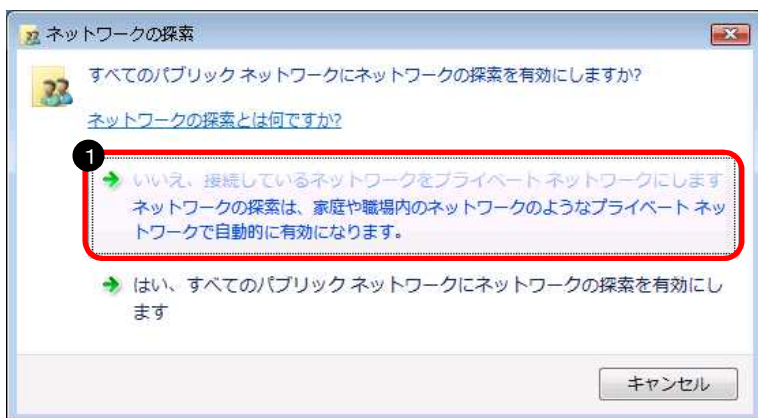 ネットワークの探索
すべてのパブリック ネットワークにネットワークの探索を有効にしますか?
ネットワークの探索とは何ですか?
1
いいえ、接続しているネットワークをプライベート ネットワークにします
ネットワークの探索は、家庭や職場内のネットワークのようなプライベート ネッ
トワークで自動的に有効になります。
はい、すべてのパブリック ネットワークにネットワークの探索を有効にし
ます
キャンセル